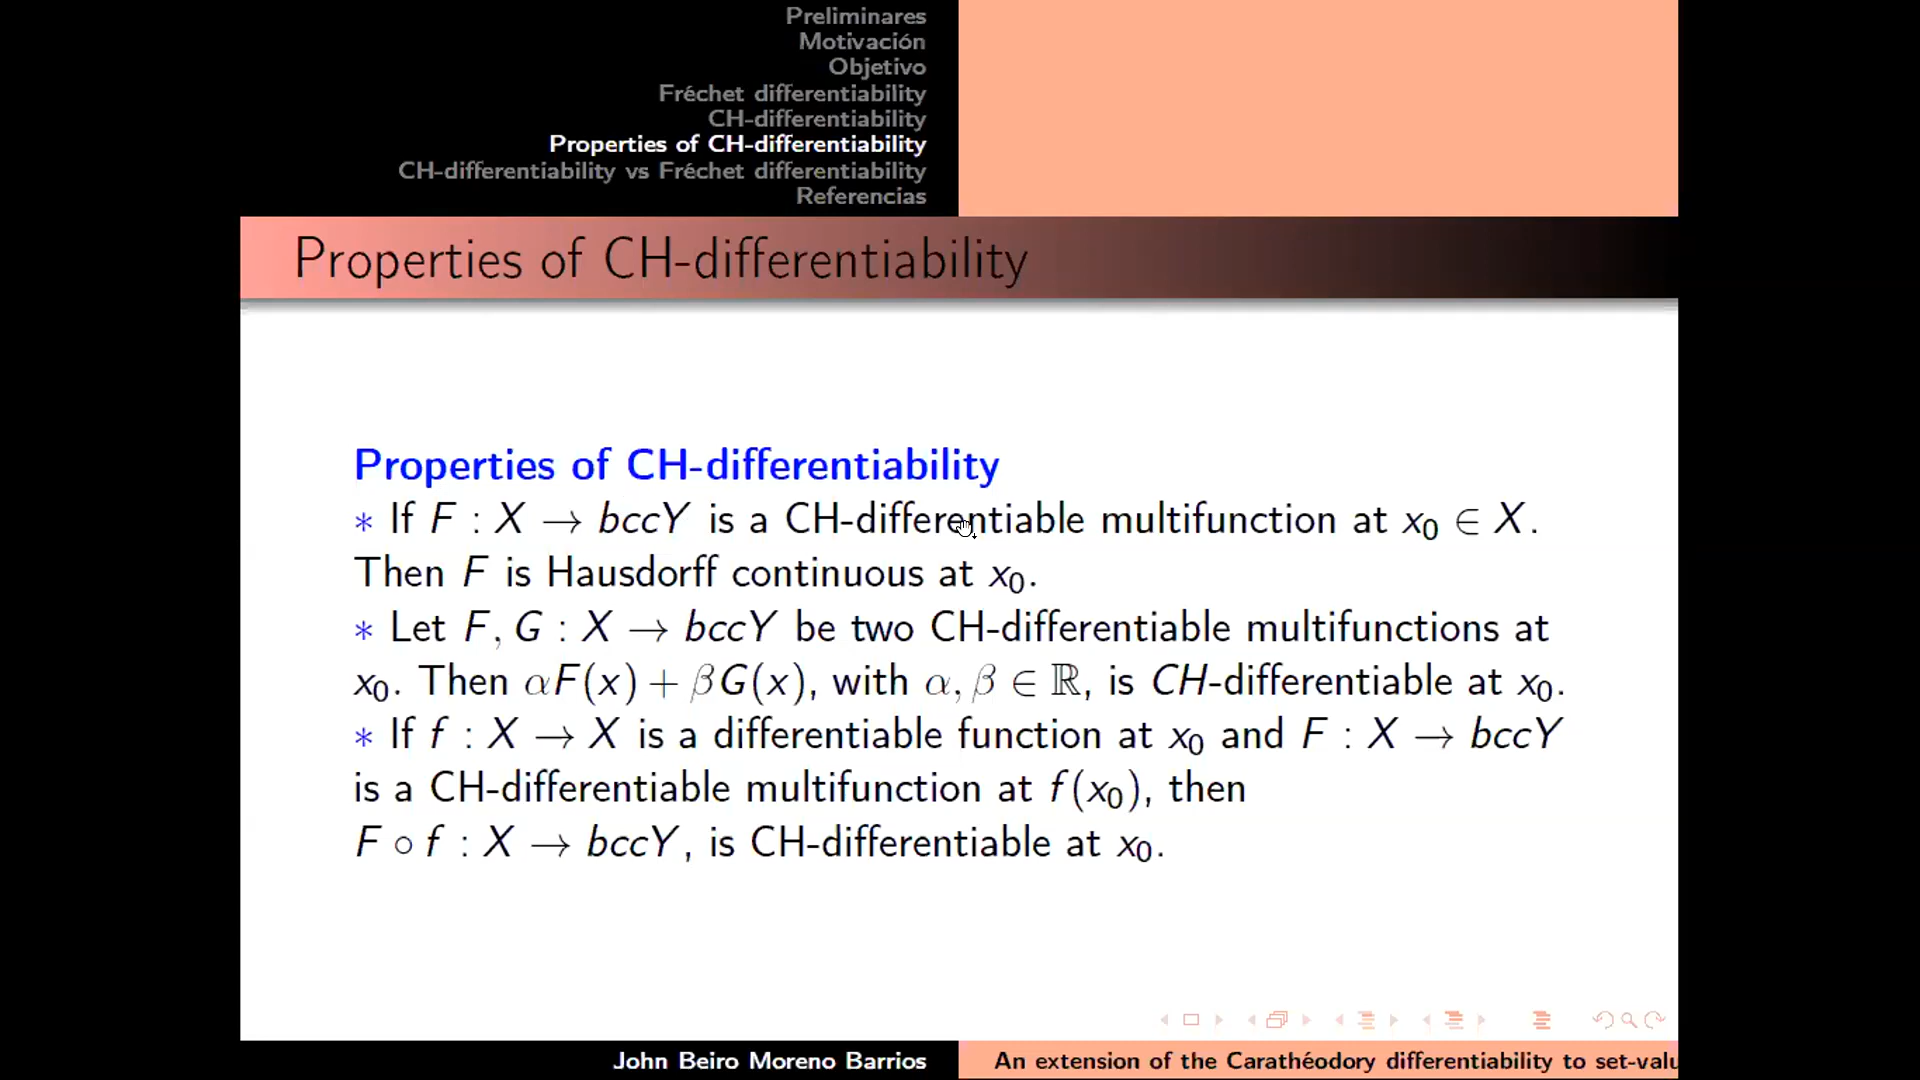 Preliminares
Motivación
Objetivo
Fréchet differentiability
CH-differentiability
Properties of CH-differentiability
CH-differentiability vs Fréchet differentiability
Referencias
Properties of CH-differentiability
Properties of CH-differentiability
* If F : X → bccY is a CH-differentiable multifunction at x₀ ∈ X.
Then F is Hausdorff continuous at x₀.
* Let F, G : X → bccY be two CH-differentiable multifunctions at
x₀. Then αF(x) + βG(x), with α, β ∈ ℝ, is CH-differentiable at x₀.
* If f : X → X is a differentiable function at x₀ and F : X → bccY
is a CH-differentiable multifunction at f(x₀), then
F ∘ f : X → bccY, is CH-differentiable at x₀.
John Beiro Moreno Barrios
An extension of the Carathéodory differentiability to set-valu